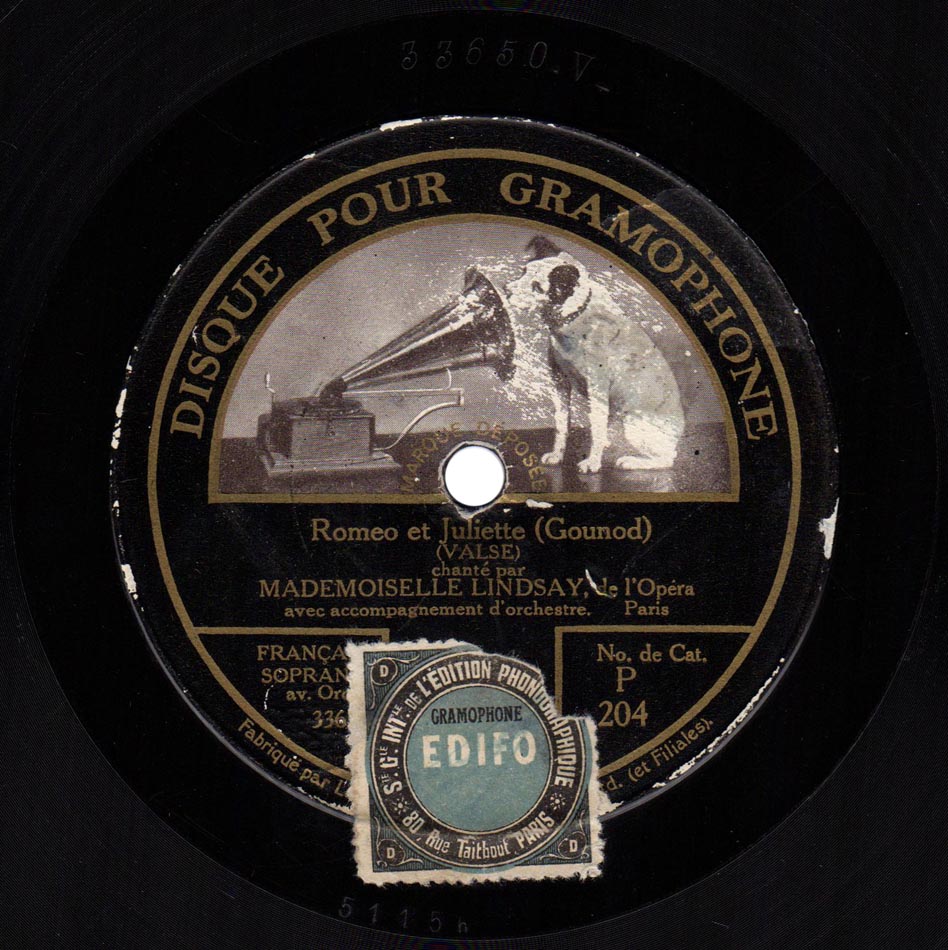 33650.V
DISQUE POUR GRAMOPHONE
MARQUE DÉPOSÉE
Romeo et Juliette (Gounod)
(VALSE)
chanté par
MADEMOISELLE LINDSAY, de l'Opéra
avec accompagnement d'orchestre. Paris
FRANÇA
SOPRAN
av. Or
336
No. de Cat.
P
204
Fabriqué par L
d. (et Filiales).
Sté Gle INTle DE L'ÉDITION PHONOGRAPHIQUE
GRAMOPHONE
EDIFO
80, Rue Taitbout PARIS
D
D
D
5115h